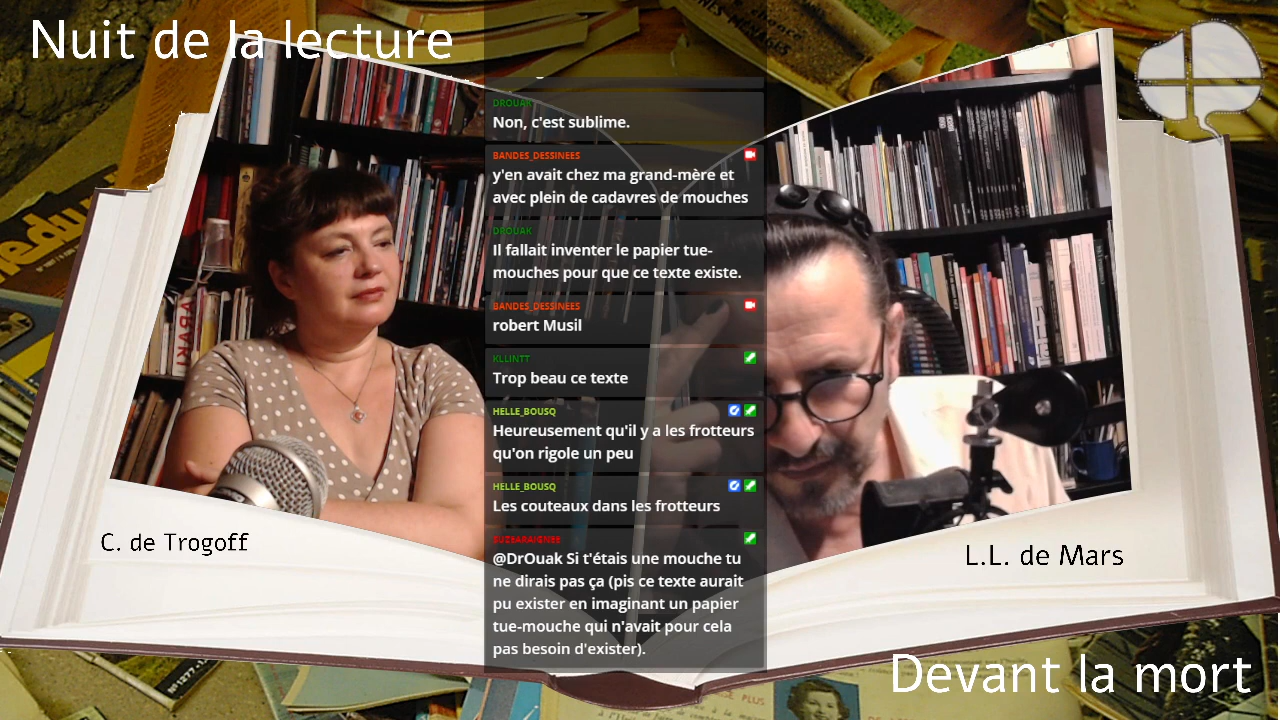 Nuit de la lecture
DROUAK
Non, c'est sublime.
BANDES_DESSINEES
y'en avait chez ma grand-mère et
avec plein de cadavres de mouches
DROUAK
Il fallait inventer le papier tue-
mouches pour que ce texte existe.
BANDES_DESSINEES
robert Musil
KLLINTT
Trop beau ce texte
HELLE_BOUSQ
Heureusement qu'il y a les frotteurs
qu'on rigole un peu
HELLE_BOUSQ
Les couteaux dans les frotteurs
SUZEARAIGNEE
@DrOuak Si t'étais une mouche tu
ne dirais pas ça (pis ce texte aurait
pu exister en imaginant un papier
tue-mouche qui n'avait pour cela
pas besoin d'exister).
C. de Trogoff
L.L. de Mars
Devant la mort